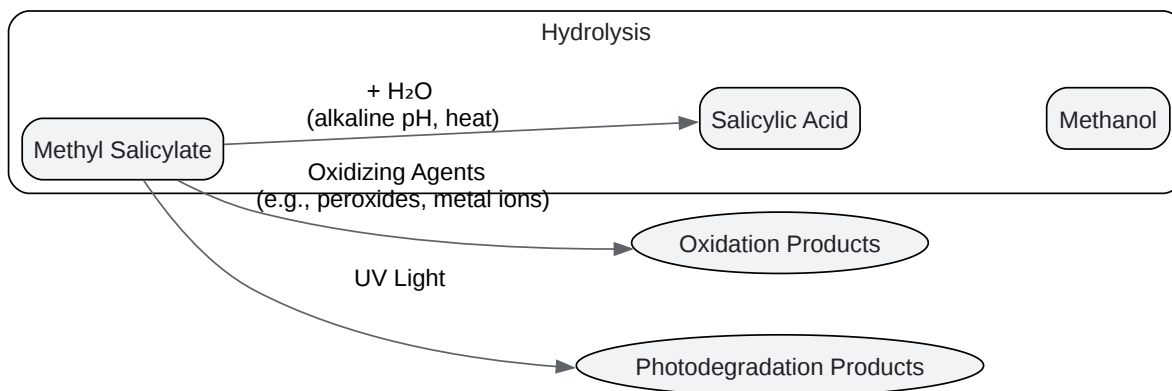 Hydrolysis
+ H₂O
(alkaline pH, heat)
Salicylic Acid
Methanol
Methyl Salicylate
Oxidizing Agents
(e.g., peroxides, metal ions)
Oxidation Products
UV Light
Photodegradation Products